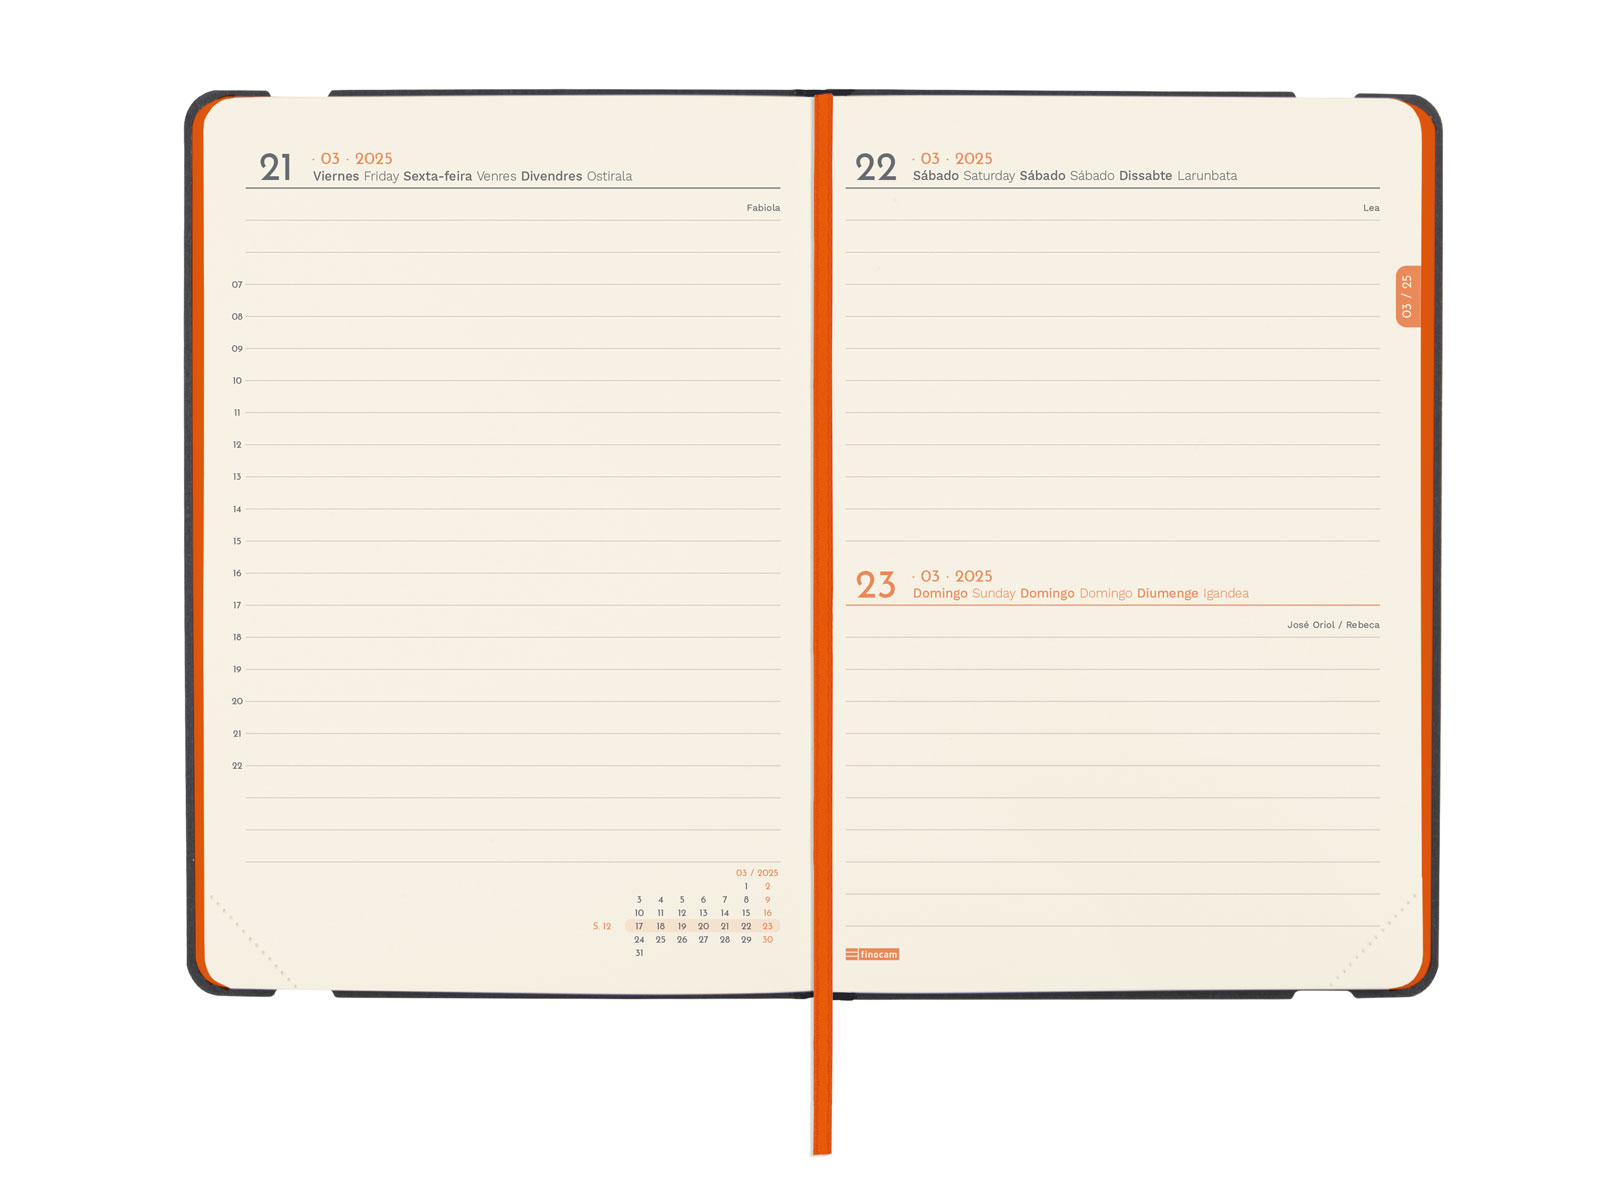 21 · 03 · 2025
Viernes Friday Sexta-feira Venres Divendres Ostirala
Fabiola
07
08
09
10
11
12
13
14
15
16
17
18
19
20
21
22
03 / 2025
1 2
3 4 5 6 7 8 9
10 11 12 13 14 15 16
S. 12 17 18 19 20 21 22 23
24 25 26 27 28 29 30
31
22 · 03 · 2025
Sábado Saturday Sábado Sábado Dissabte Larunbata
Lea
03 / 25
23 · 03 · 2025
Domingo Sunday Domingo Domingo Diumenge Igandea
José Oriol / Rebeca
finocam